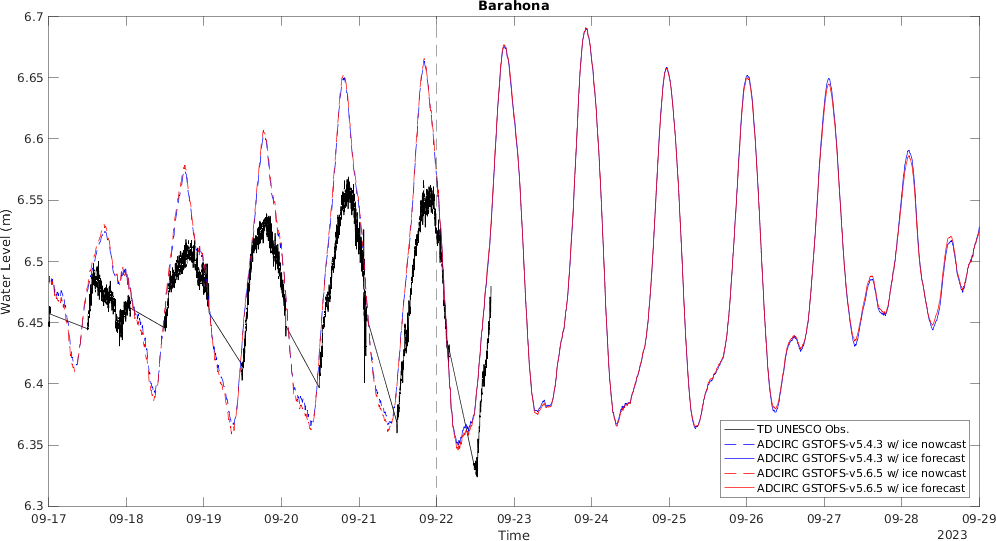 Barahona
6.7
6.65
6.6
6.55
6.5
6.45
6.4
6.35
6.3
Water Level (m)
09-17 09-18 09-19 09-20 09-21 09-22 09-23 09-24 09-25 09-26 09-27 09-28 09-29
Time
2023
TD UNESCO Obs.
ADCIRC GSTOFS-v5.4.3 w/ ice nowcast
ADCIRC GSTOFS-v5.4.3 w/ ice forecast
ADCIRC GSTOFS-v5.6.5 w/ ice nowcast
ADCIRC GSTOFS-v5.6.5 w/ ice forecast